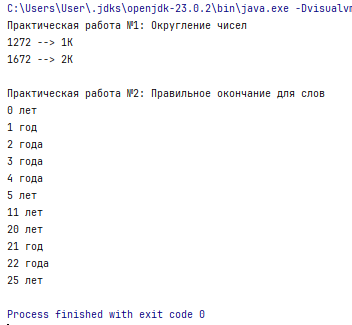 C:\Users\User\.jdks\openjdk-23.0.2\bin\java.exe -Dvisualvm
Практическая работа №1: Округление чисел
1272 --> 1K
1672 --> 2K
Практическая работа №2: Правильное окончание для слов
0 лет
1 год
2 года
3 года
4 года
5 лет
11 лет
20 лет
21 год
22 года
25 лет
Process finished with exit code 0